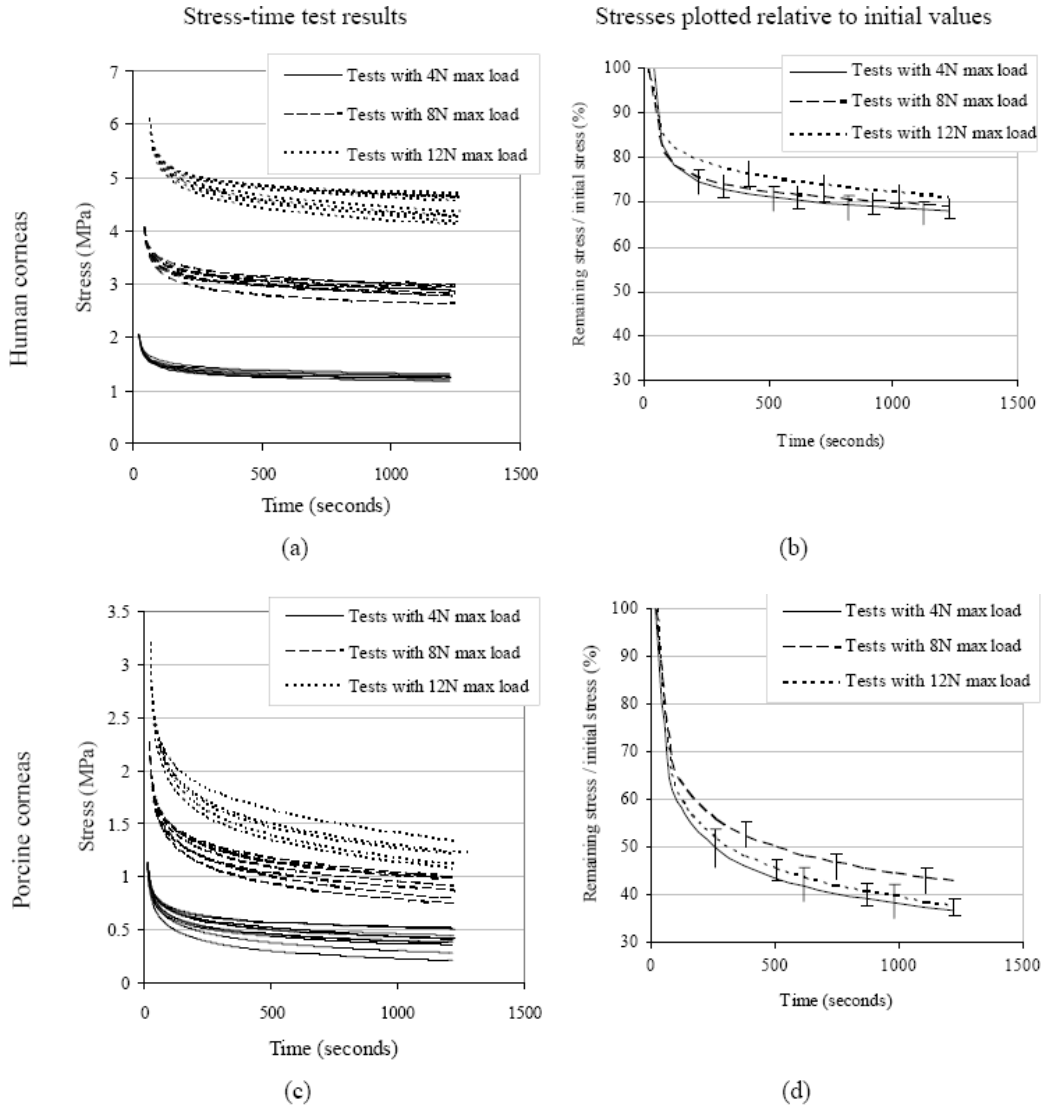 Stress-time test results
Stresses plotted relative to initial values
Human corneas
Stress (MPa)
7
6
5
4
3
2
1
0
Tests with 4N max load
Tests with 8N max load
Tests with 12N max load
0 500 1000 1500
Time (seconds)
(a)
Remaining stress / initial stress (%)
100
90
80
70
60
50
40
30
Tests with 4N max load
Tests with 8N max load
Tests with 12N max load
0 500 1000 1500
Time (seconds)
(b)
Porcine corneas
Stress (MPa)
3.5
3
2.5
2
1.5
1
0.5
0
Tests with 4N max load
Tests with 8N max load
Tests with 12N max load
0 500 1000 1500
Time (seconds)
(c)
Remaining stress / initial stress (%)
100
90
80
70
60
50
40
30
Tests with 4N max load
Tests with 8N max load
Tests with 12N max load
0 500 1000 1500
Time (seconds)
(d)